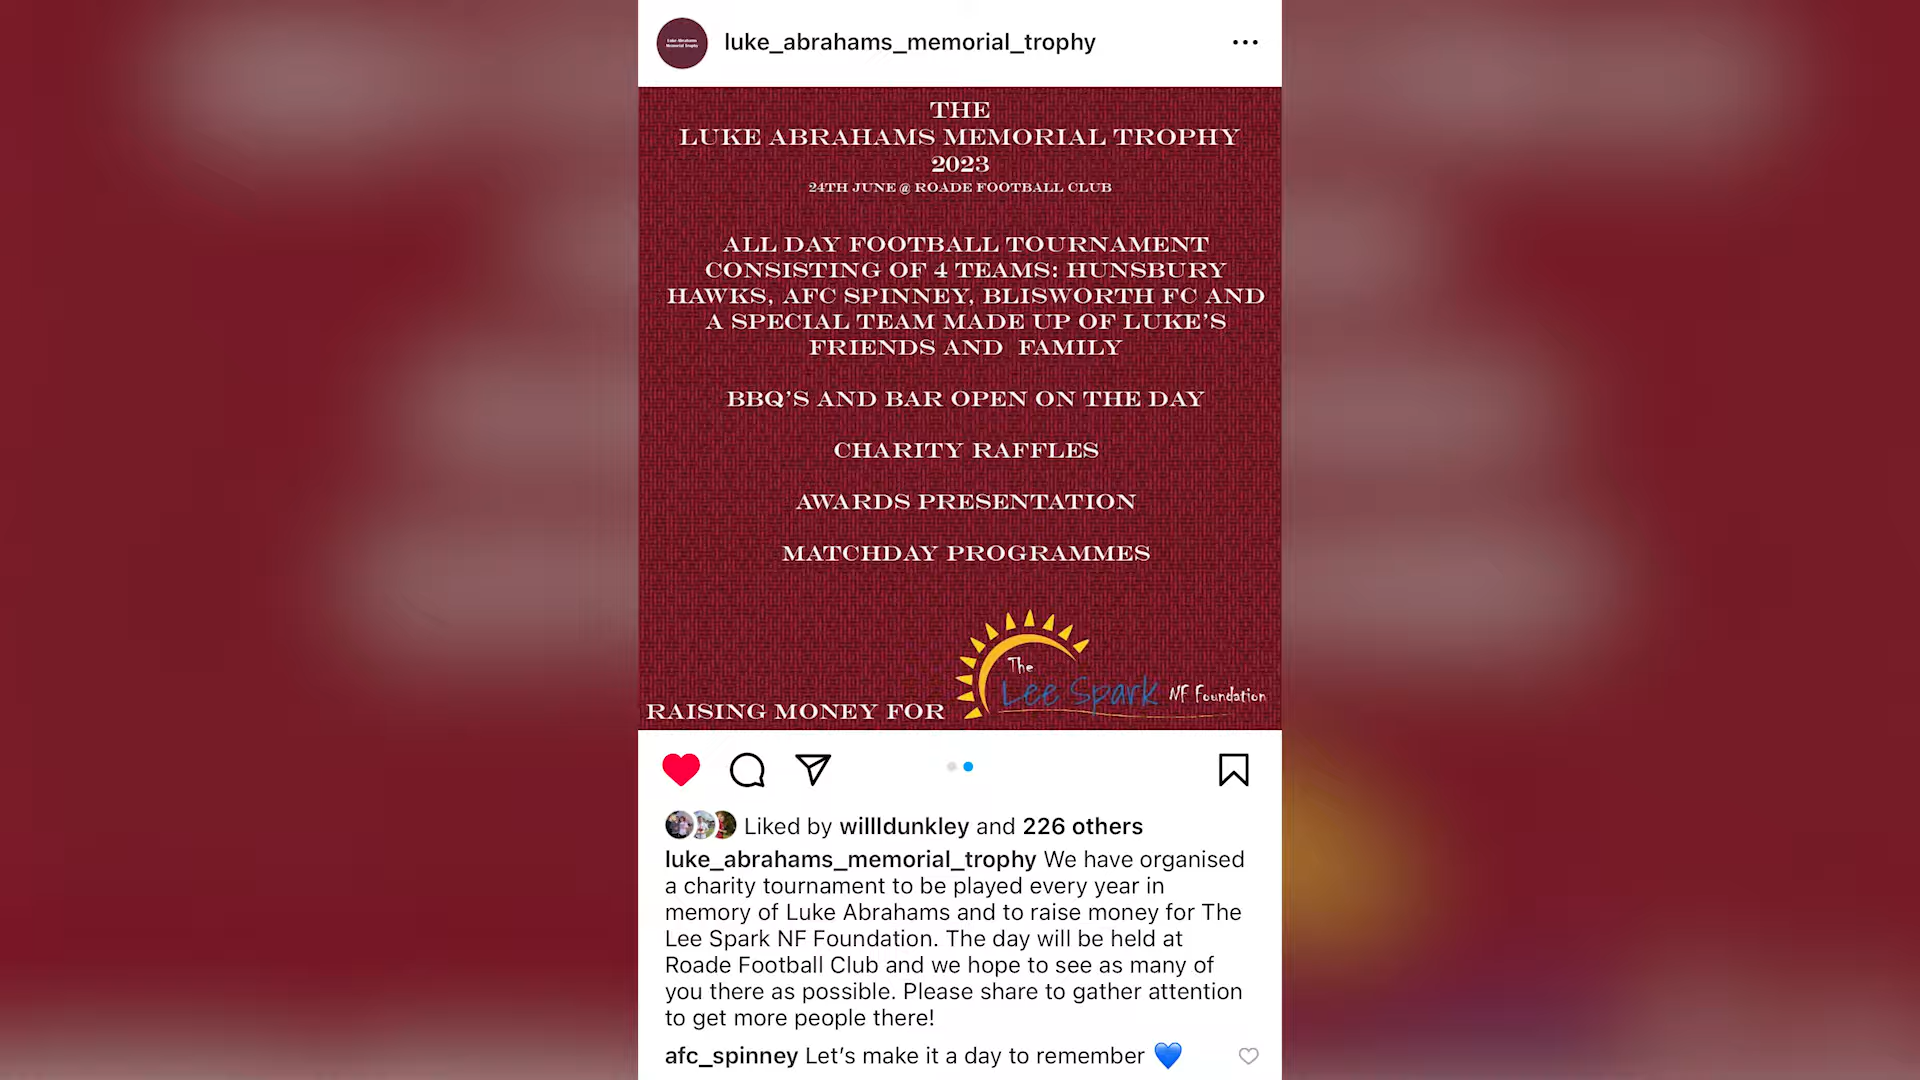 luke_abrahams_memorial_trophy
Luke Abrahams
Memorial Trophy
THE
LUKE ABRAHAMS MEMORIAL TROPHY
2023
24TH JUNE @ ROADE FOOTBALL CLUB
ALL DAY FOOTBALL TOURNAMENT
CONSISTING OF 4 TEAMS: HUNSBURY
HAWKS, AFC SPINNEY, BLISWORTH FC AND
A SPECIAL TEAM MADE UP OF LUKE'S
FRIENDS AND FAMILY
BBQ'S AND BAR OPEN ON THE DAY
CHARITY RAFFLES
AWARDS PRESENTATION
MATCHDAY PROGRAMMES
The
Lee Spark NF Foundation
RAISING MONEY FOR
Liked by willldunkley and 226 others
luke_abrahams_memorial_trophy We have organised
a charity tournament to be played every year in
memory of Luke Abrahams and to raise money for The
Lee Spark NF Foundation. The day will be held at
Roade Football Club and we hope to see as many of
you there as possible. Please share to gather attention
to get more people there!
afc_spinney Let's make it a day to remember 💙